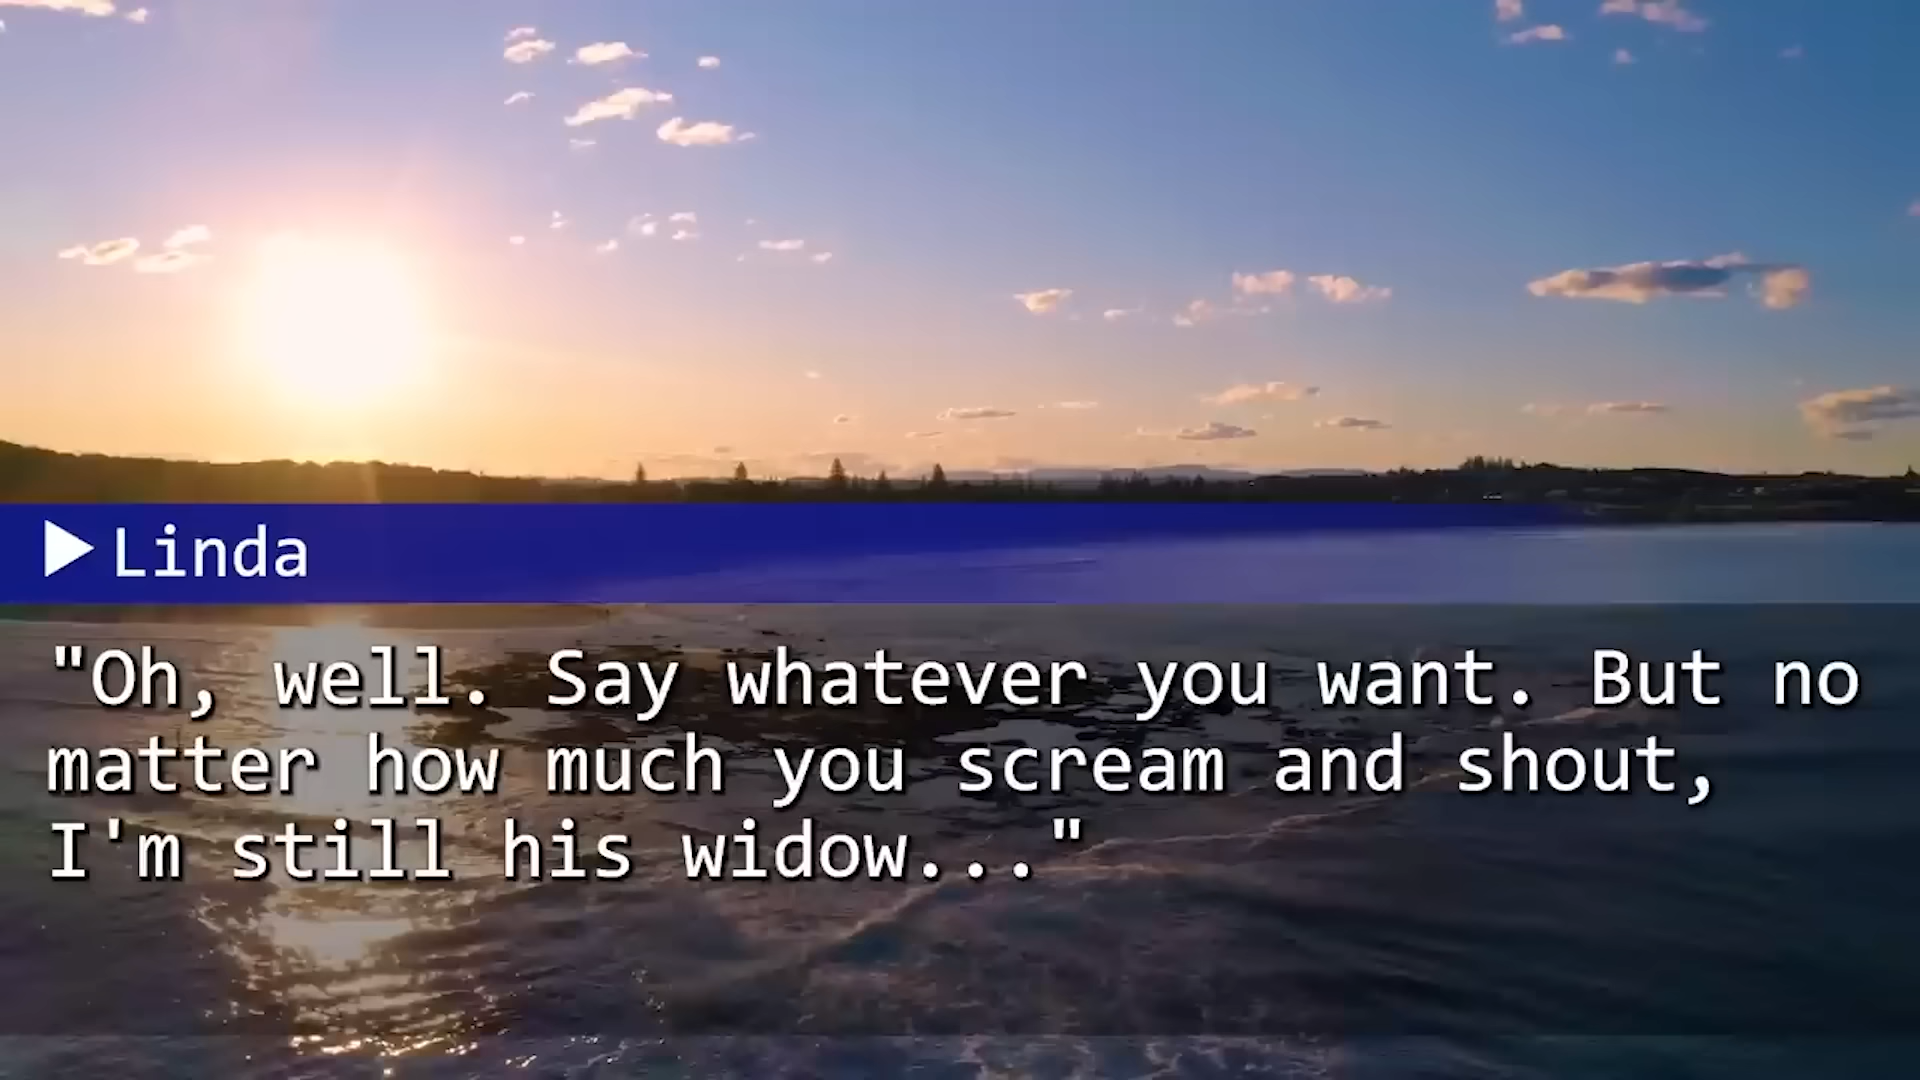 ▶Linda
"Oh, well. Say whatever you want. But no
matter how much you scream and shout,
I'm still his widow..."